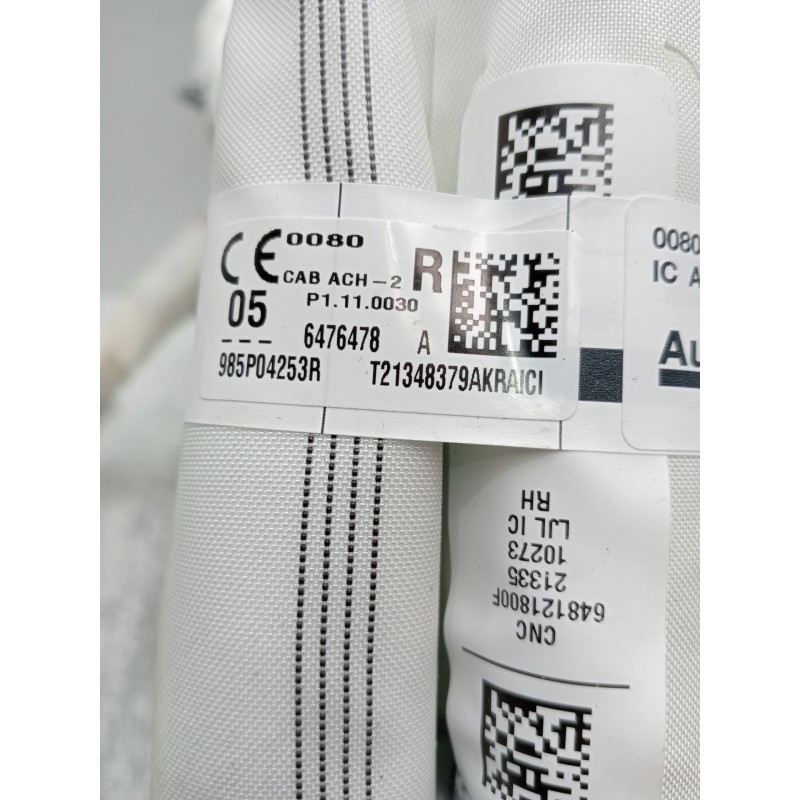 CE 0080
CAB ACH-2 R
P1.11.0030
05
6476478 A
---
985P04253R T21348379AKRAICI
0080
IC A
Au
CNC
648121800F
21335
10273
LJL IC
RH